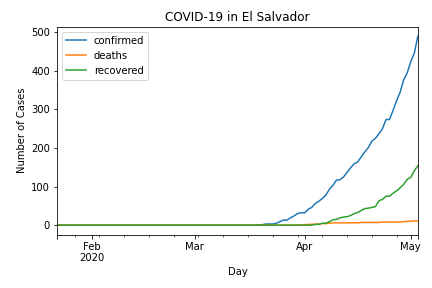 COVID-19 in El Salvador
confirmed
deaths
recovered
Number of Cases
500
400
300
200
100
0
Feb
2020
Mar
Apr
May
Day